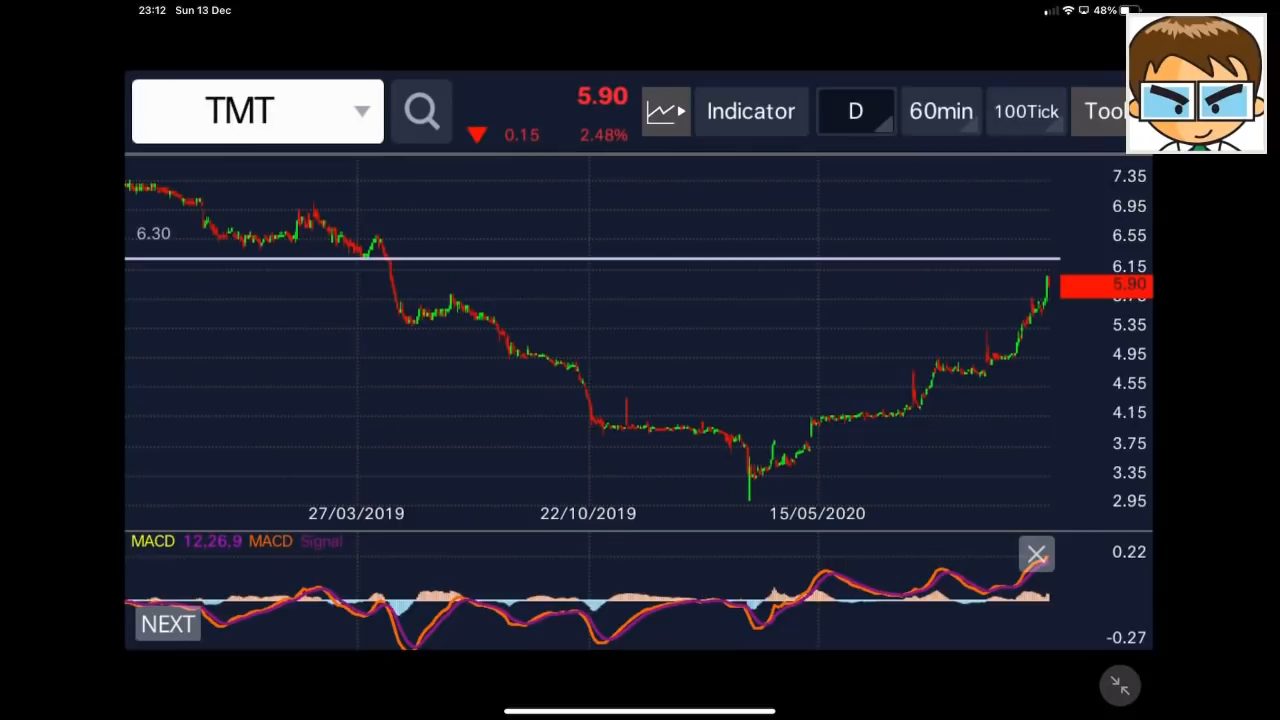 23:12 Sun 13 Dec
48%
TMT
5.90
0.15 2.48%
Indicator
D
60min
100Tick
Tool
7.35
6.95
6.30
6.55
6.15
5.90
5.35
4.95
4.55
4.15
3.75
3.35
2.95
27/03/2019 22/10/2019 15/05/2020
MACD 12,26,9 MACD Signal
0.22
NEXT
-0.27